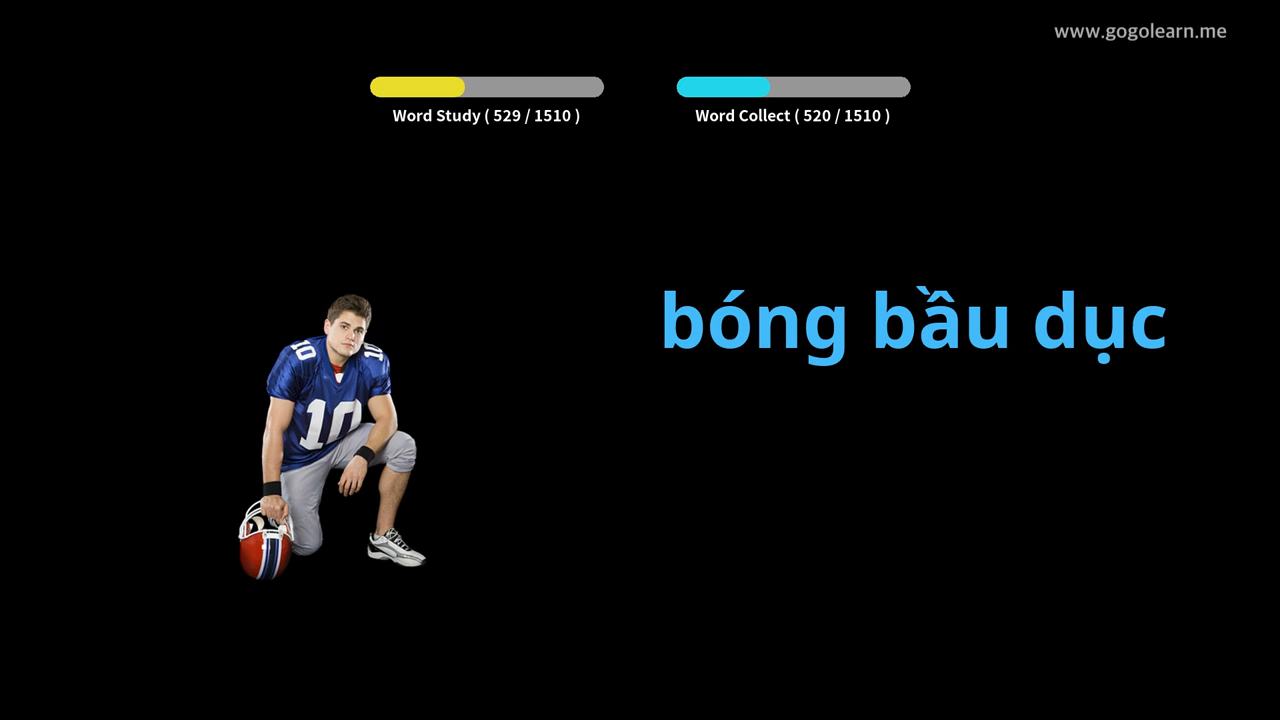 www.gogolearn.me
Word Study ( 529 / 1510 )
Word Collect ( 520 / 1510 )
bóng bầu dục
10
10
10